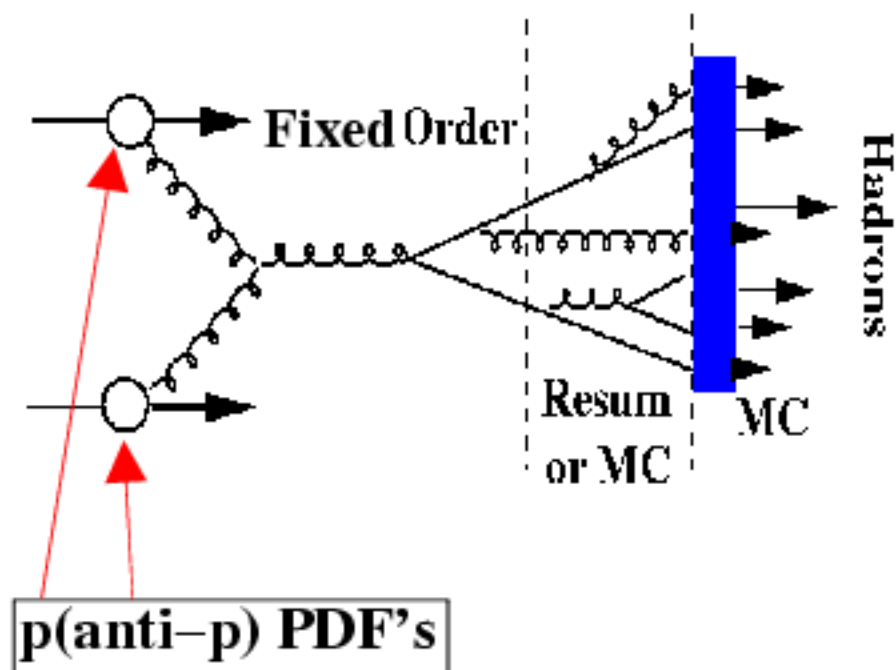 Fixed Order
Hadrons
Resum
or MC
MC
p(anti-p) PDF's